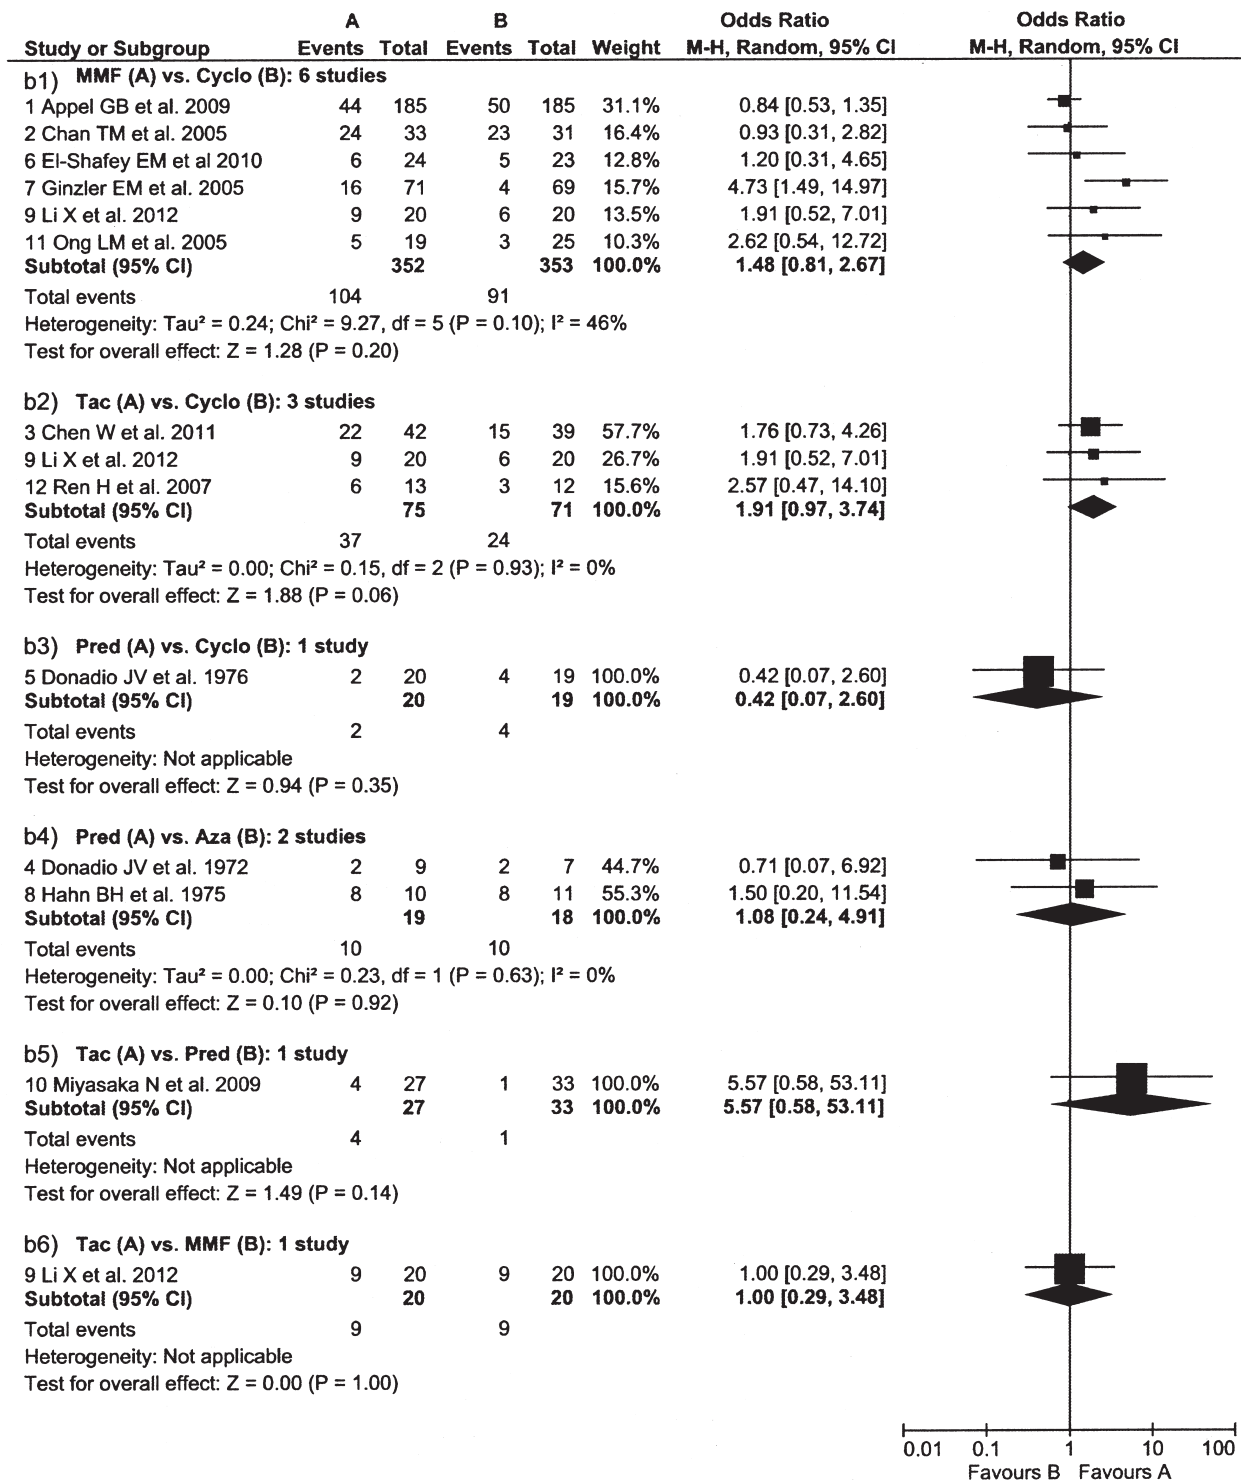 A B Odds Ratio Odds Ratio
Study or Subgroup Events Total Events Total Weight M-H, Random, 95% CI M-H, Random, 95% CI
b1) MMF (A) vs. Cyclo (B): 6 studies
1 Appel GB et al. 2009 44 185 50 185 31.1% 0.84 [0.53, 1.35]
2 Chan TM et al. 2005 24 33 23 31 16.4% 0.93 [0.31, 2.82]
6 El-Shafey EM et al 2010 6 24 5 23 12.8% 1.20 [0.31, 4.65]
7 Ginzler EM et al. 2005 16 71 4 69 15.7% 4.73 [1.49, 14.97]
9 Li X et al. 2012 9 20 6 20 13.5% 1.91 [0.52, 7.01]
11 Ong LM et al. 2005 5 19 3 25 10.3% 2.62 [0.54, 12.72]
Subtotal (95% CI) 352 353 100.0% 1.48 [0.81, 2.67]
Total events 104 91
Heterogeneity: Tau² = 0.24; Chi² = 9.27, df = 5 (P = 0.10); I² = 46%
Test for overall effect: Z = 1.28 (P = 0.20)
b2) Tac (A) vs. Cyclo (B): 3 studies
3 Chen W et al. 2011 22 42 15 39 57.7% 1.76 [0.73, 4.26]
9 Li X et al. 2012 9 20 6 20 26.7% 1.91 [0.52, 7.01]
12 Ren H et al. 2007 6 13 3 12 15.6% 2.57 [0.47, 14.10]
Subtotal (95% CI) 75 71 100.0% 1.91 [0.97, 3.74]
Total events 37 24
Heterogeneity: Tau² = 0.00; Chi² = 0.15, df = 2 (P = 0.93); I² = 0%
Test for overall effect: Z = 1.88 (P = 0.06)
b3) Pred (A) vs. Cyclo (B): 1 study
5 Donadio JV et al. 1976 2 20 4 19 100.0% 0.42 [0.07, 2.60]
Subtotal (95% CI) 20 19 100.0% 0.42 [0.07, 2.60]
Total events 2 4
Heterogeneity: Not applicable
Test for overall effect: Z = 0.94 (P = 0.35)
b4) Pred (A) vs. Aza (B): 2 studies
4 Donadio JV et al. 1972 2 9 2 7 44.7% 0.71 [0.07, 6.92]
8 Hahn BH et al. 1975 8 10 8 11 55.3% 1.50 [0.20, 11.54]
Subtotal (95% CI) 19 18 100.0% 1.08 [0.24, 4.91]
Total events 10 10
Heterogeneity: Tau² = 0.00; Chi² = 0.23, df = 1 (P = 0.63); I² = 0%
Test for overall effect: Z = 0.10 (P = 0.92)
b5) Tac (A) vs. Pred (B): 1 study
10 Miyasaka N et al. 2009 4 27 1 33 100.0% 5.57 [0.58, 53.11]
Subtotal (95% CI) 27 33 100.0% 5.57 [0.58, 53.11]
Total events 4 1
Heterogeneity: Not applicable
Test for overall effect: Z = 1.49 (P = 0.14)
b6) Tac (A) vs. MMF (B): 1 study
9 Li X et al. 2012 9 20 9 20 100.0% 1.00 [0.29, 3.48]
Subtotal (95% CI) 20 20 100.0% 1.00 [0.29, 3.48]
Total events 9 9
Heterogeneity: Not applicable
Test for overall effect: Z = 0.00 (P = 1.00)
0.01 0.1 1 10 100
Favours B Favours A